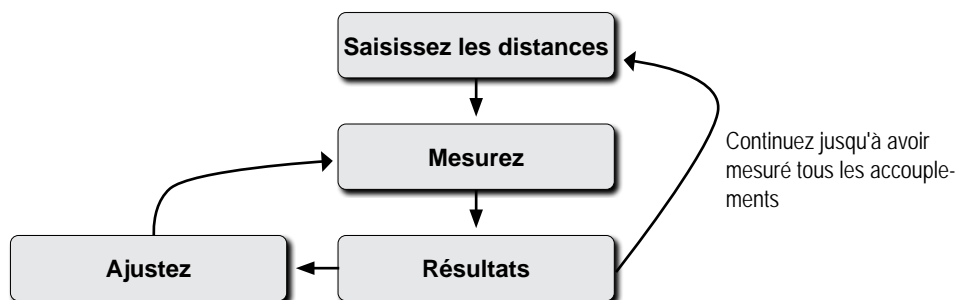 Saisissez les distances
Mesurez
Continuez jusqu'à avoir
mesuré tous les accouple-
ments
Ajustez
Résultats